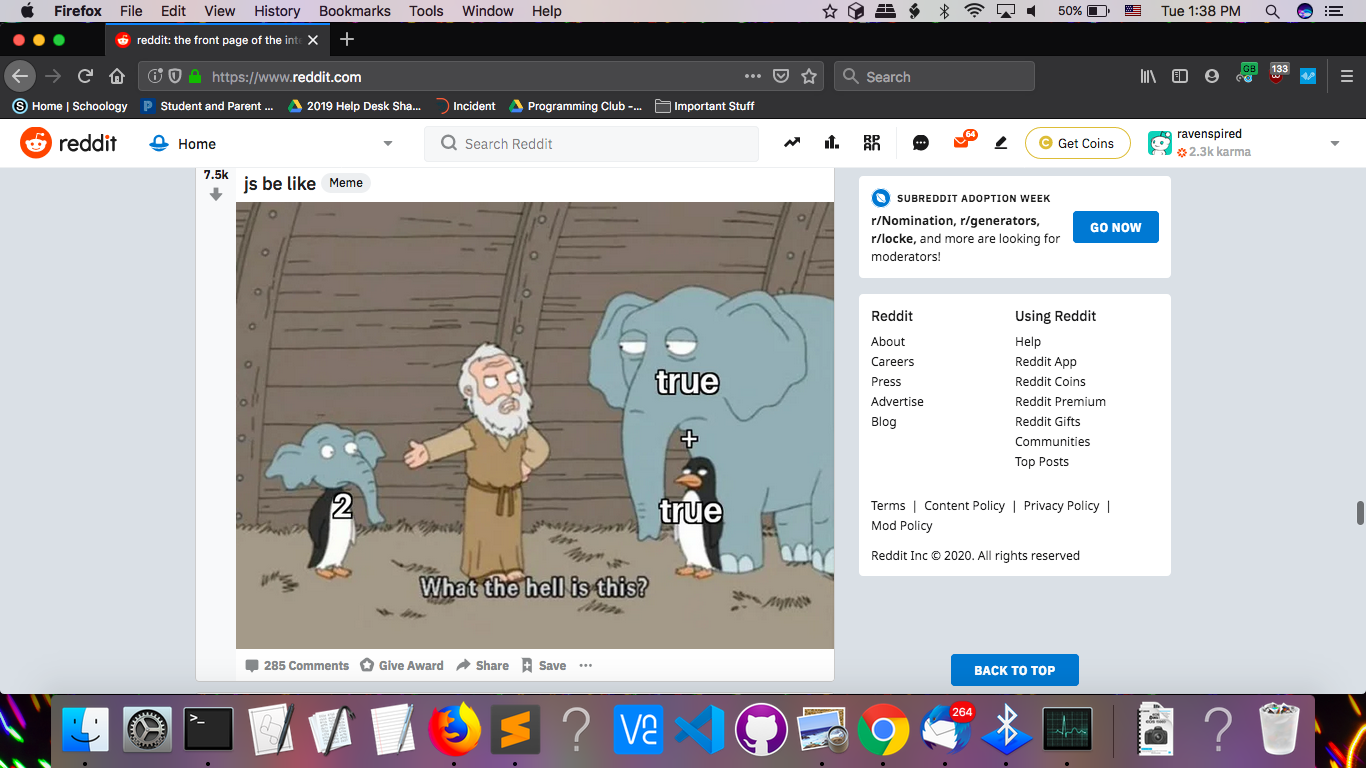 Firefox File Edit View History Bookmarks Tools Window Help 50% Tue 1:38 PM
reddit: the front page of the inte
https://www.reddit.com Search GB 133
Home | Schoology Student and Parent ... 2019 Help Desk Sha... Incident Programming Club -... Important Stuff
reddit Home Search Reddit 64 Get Coins ravenspired
2.3k karma
7.5k
js be like Meme
true
+
true
2
What the hell is this?
285 Comments Give Award Share Save
SUBREDDIT ADOPTION WEEK
r/Nomination, r/generators,
r/locke, and more are looking for
moderators!
GO NOW
Reddit
About
Careers
Press
Advertise
Blog
Using Reddit
Help
Reddit App
Reddit Coins
Reddit Premium
Reddit Gifts
Communities
Top Posts
Terms | Content Policy | Privacy Policy |
Mod Policy
Reddit Inc © 2020. All rights reserved
BACK TO TOP
264